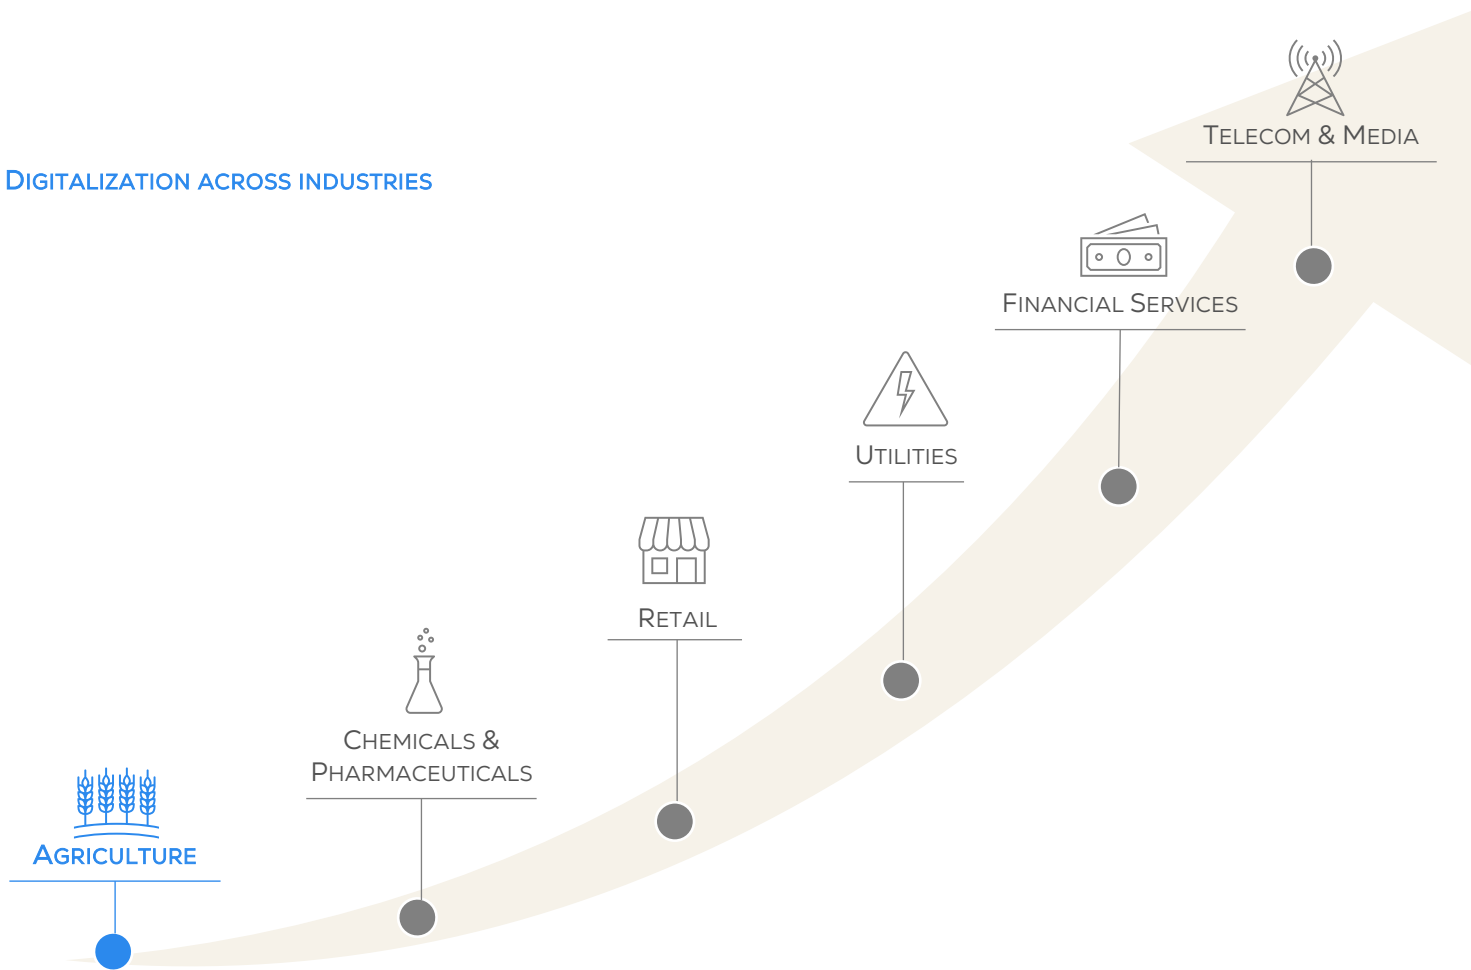 Telecom & Media
Digitalization across industries
Financial Services
Utilities
Retail
Chemicals &
Pharmaceuticals
Agriculture